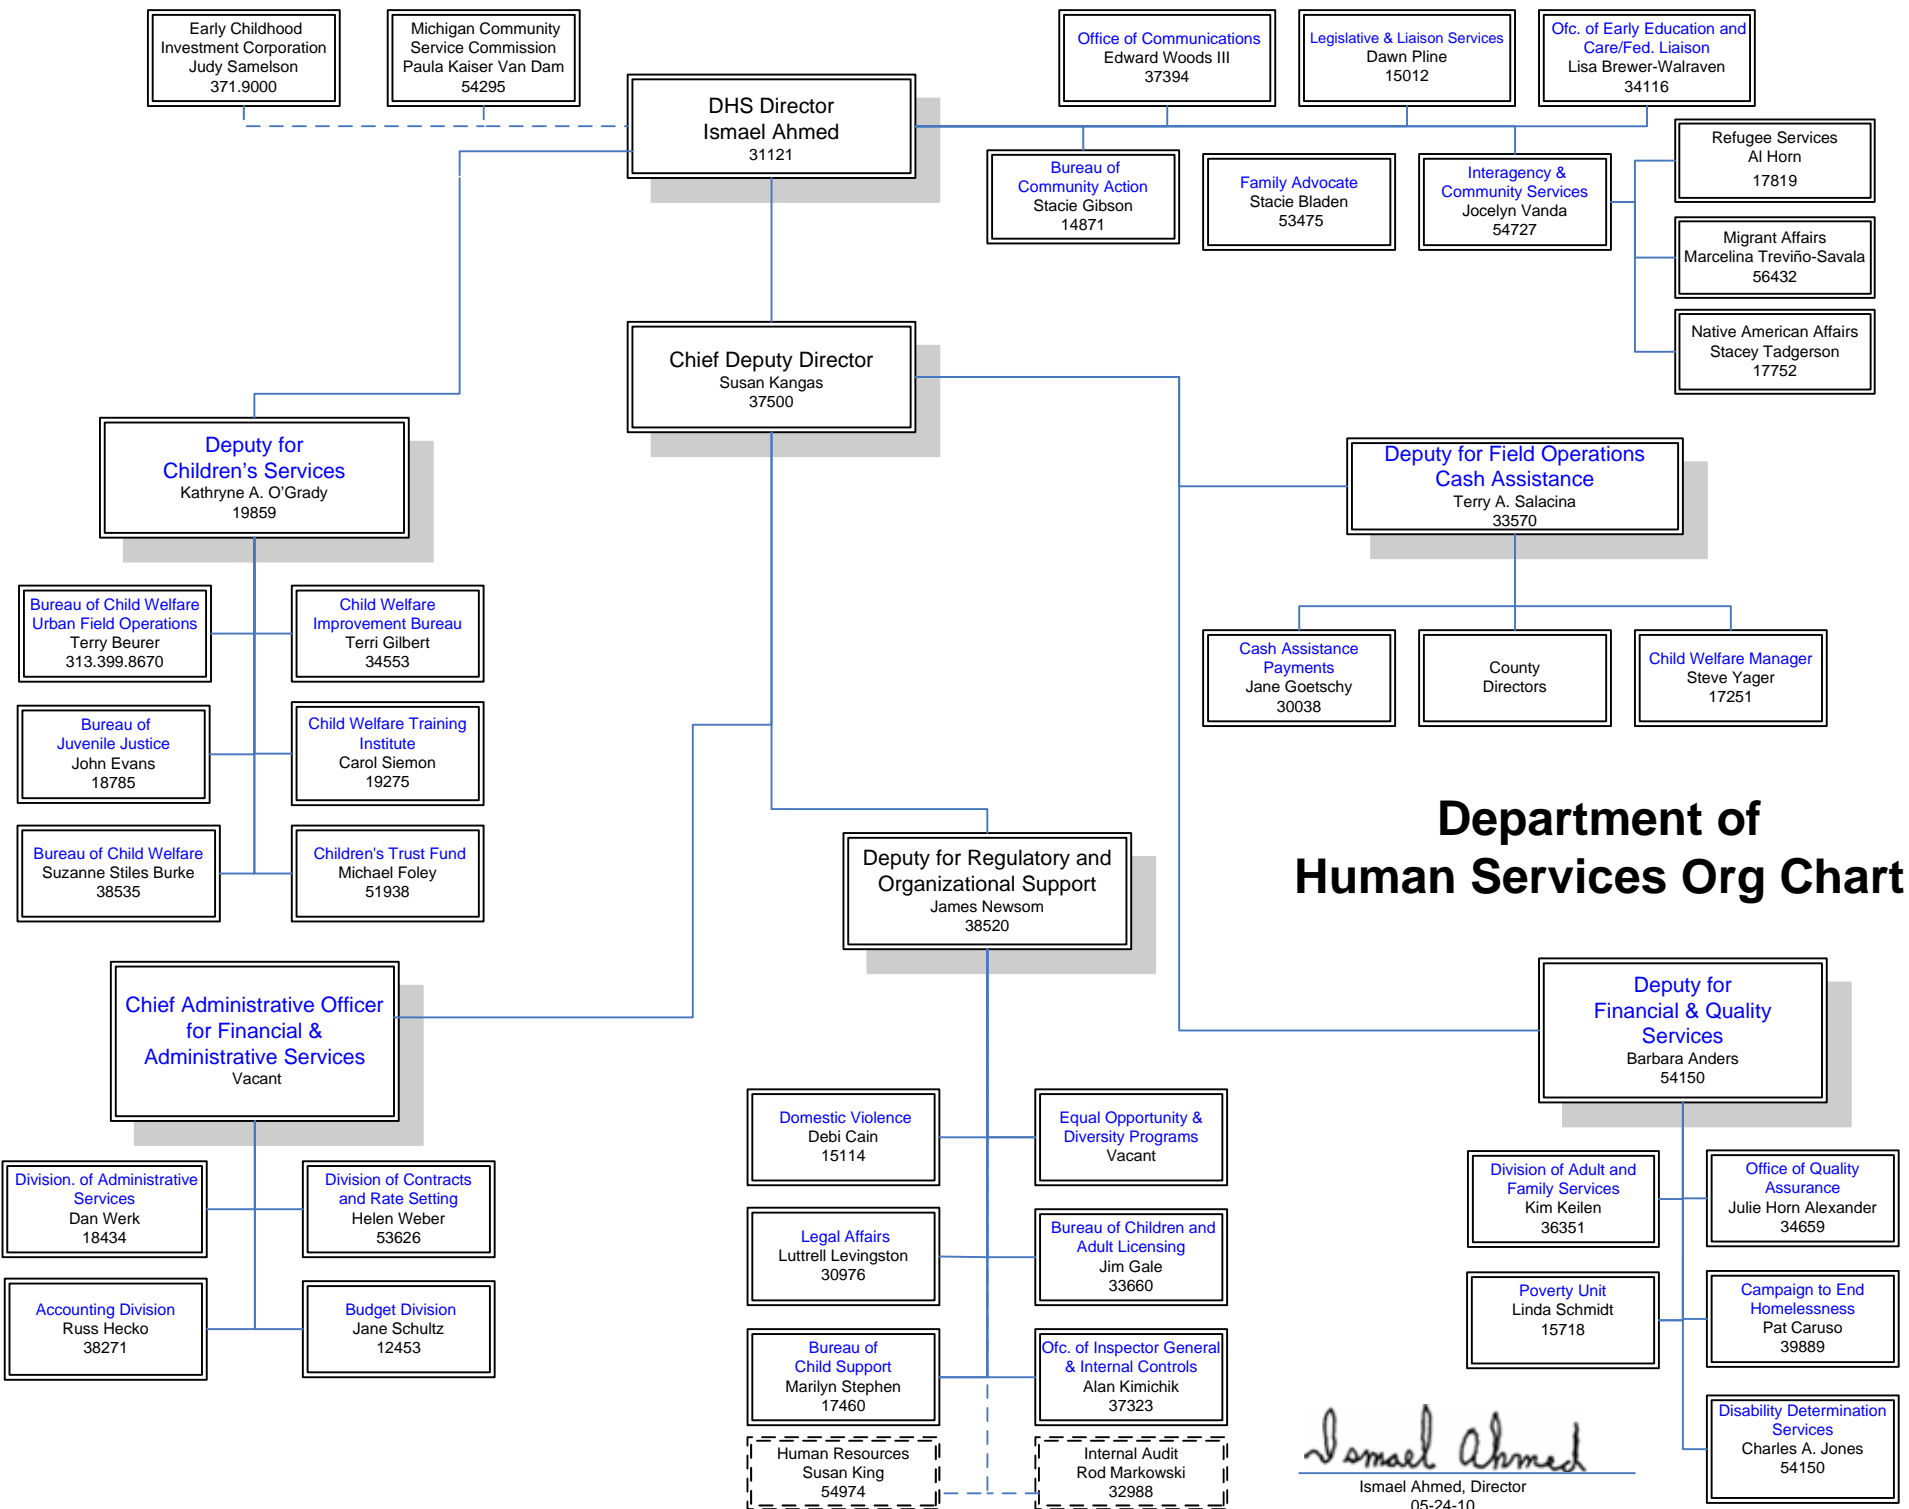 Early Childhood
Investment Corporation
Judy Samelson
371.9000
Michigan Community
Service Commission
Paula Kaiser Van Dam
54295
DHS Director
Ismael Ahmed
31121
Office of Communications
Edward Woods III
37394
Legislative & Liaison Services
Dawn Pline
15012
Ofc. of Early Education and
Care/Fed. Liaison
Lisa Brewer-Walraven
34116
Bureau of
Community Action
Stacie Gibson
14871
Family Advocate
Stacie Bladen
53475
Interagency &
Community Services
Jocelyn Vanda
54727
Refugee Services
Al Horn
17819
Migrant Affairs
Marcelina Treviño-Savala
56432
Native American Affairs
Stacey Tadgerson
17752
Chief Deputy Director
Susan Kangas
37500
Deputy for
Children's Services
Kathryne A. O'Grady
19859
Deputy for Field Operations
Cash Assistance
Terry A. Salacina
33570
Bureau of Child Welfare
Urban Field Operations
Terry Beurer
313.399.8670
Child Welfare
Improvement Bureau
Terri Gilbert
34553
Bureau of
Juvenile Justice
John Evans
18785
Child Welfare Training
Institute
Carol Siemon
19275
Bureau of Child Welfare
Suzanne Stiles Burke
38535
Children's Trust Fund
Michael Foley
51938
Cash Assistance
Payments
Jane Goetschy
30038
County
Directors
Child Welfare Manager
Steve Yager
17251
Department of
Human Services Org Chart
Deputy for Regulatory and
Organizational Support
James Newsom
38520
Chief Administrative Officer
for Financial &
Administrative Services
Vacant
Deputy for
Financial & Quality
Services
Barbara Anders
54150
Division. of Administrative
Services
Dan Werk
18434
Division of Contracts
and Rate Setting
Helen Weber
53626
Accounting Division
Russ Hecko
38271
Budget Division
Jane Schultz
12453
Domestic Violence
Debi Cain
15114
Equal Opportunity &
Diversity Programs
Vacant
Legal Affairs
Luttrell Levingston
30976
Bureau of Children and
Adult Licensing
Jim Gale
33660
Bureau of
Child Support
Marilyn Stephen
17460
Ofc. of Inspector General
& Internal Controls
Alan Kimichik
37323
Human Resources
Susan King
54974
Internal Audit
Rod Markowski
32988
Division of Adult and
Family Services
Kim Keilen
36351
Office of Quality
Assurance
Julie Horn Alexander
34659
Poverty Unit
Linda Schmidt
15718
Campaign to End
Homelessness
Pat Caruso
39889
Disability Determination
Services
Charles A. Jones
54150
Ismael Ahmed
Ismael Ahmed, Director
05-24-10